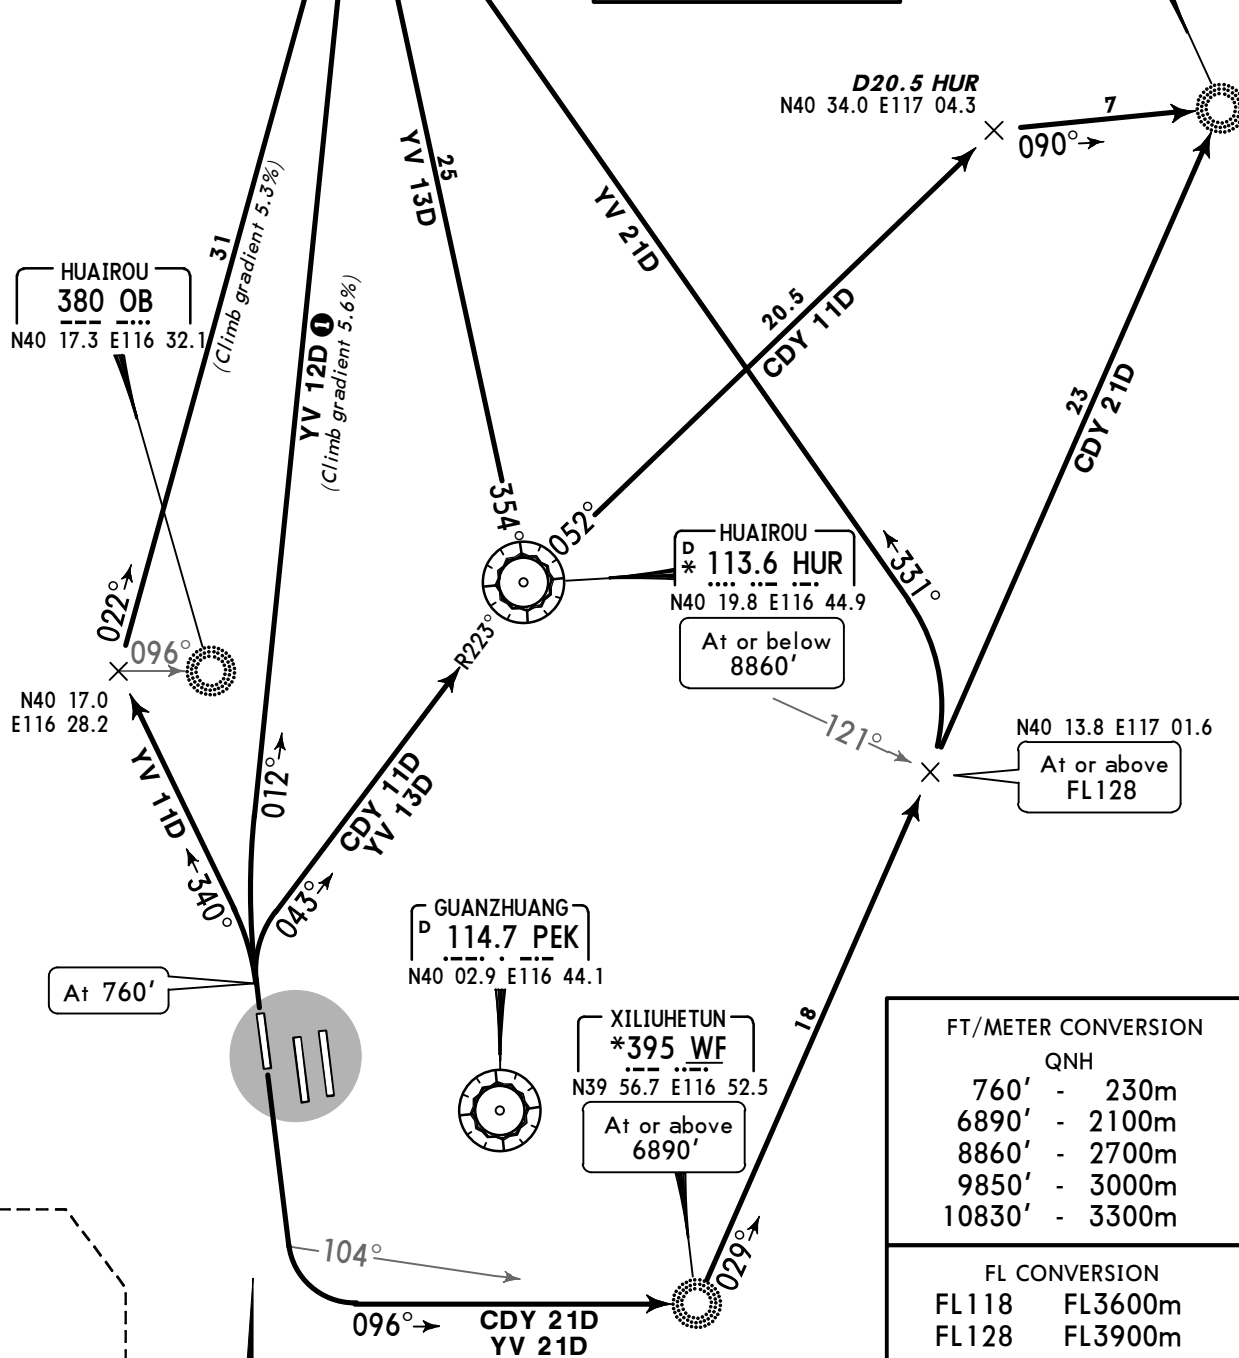 D20.5 HUR
N40 34.0 E117 04.3
7
090°
25
YV 13D
YV 21D
31
(Climb gradient 5.3%)
HUAIROU
380 OB
N40 17.3 E116 32.1
YV 12D 1
(Climb gradient 5.6%)
20.5
CDY 11D
23
CDY 21D
354°
052°
HUAIROU
D
* 113.6 HUR
N40 19.8 E116 44.9
At or below
8860'
331°
022°
096°
R223°
N40 17.0
E116 28.2
121°
N40 13.8 E117 01.6
At or above
FL128
YV 11D
012°
CDY 11D
YV 13D
340°
043°
GUANZHUANG
D 114.7 PEK
N40 02.9 E116 44.1
At 760'
XILIUHETUN
*395 WF
N39 56.7 E116 52.5
At or above
6890'
18
FT/METER CONVERSION
QNH
760' - 230m
6890' - 2100m
8860' - 2700m
9850' - 3000m
10830' - 3300m
104°
029°
096°
CDY 21D
YV 21D
FL CONVERSION
FL118 FL3600m
FL128 FL3900m